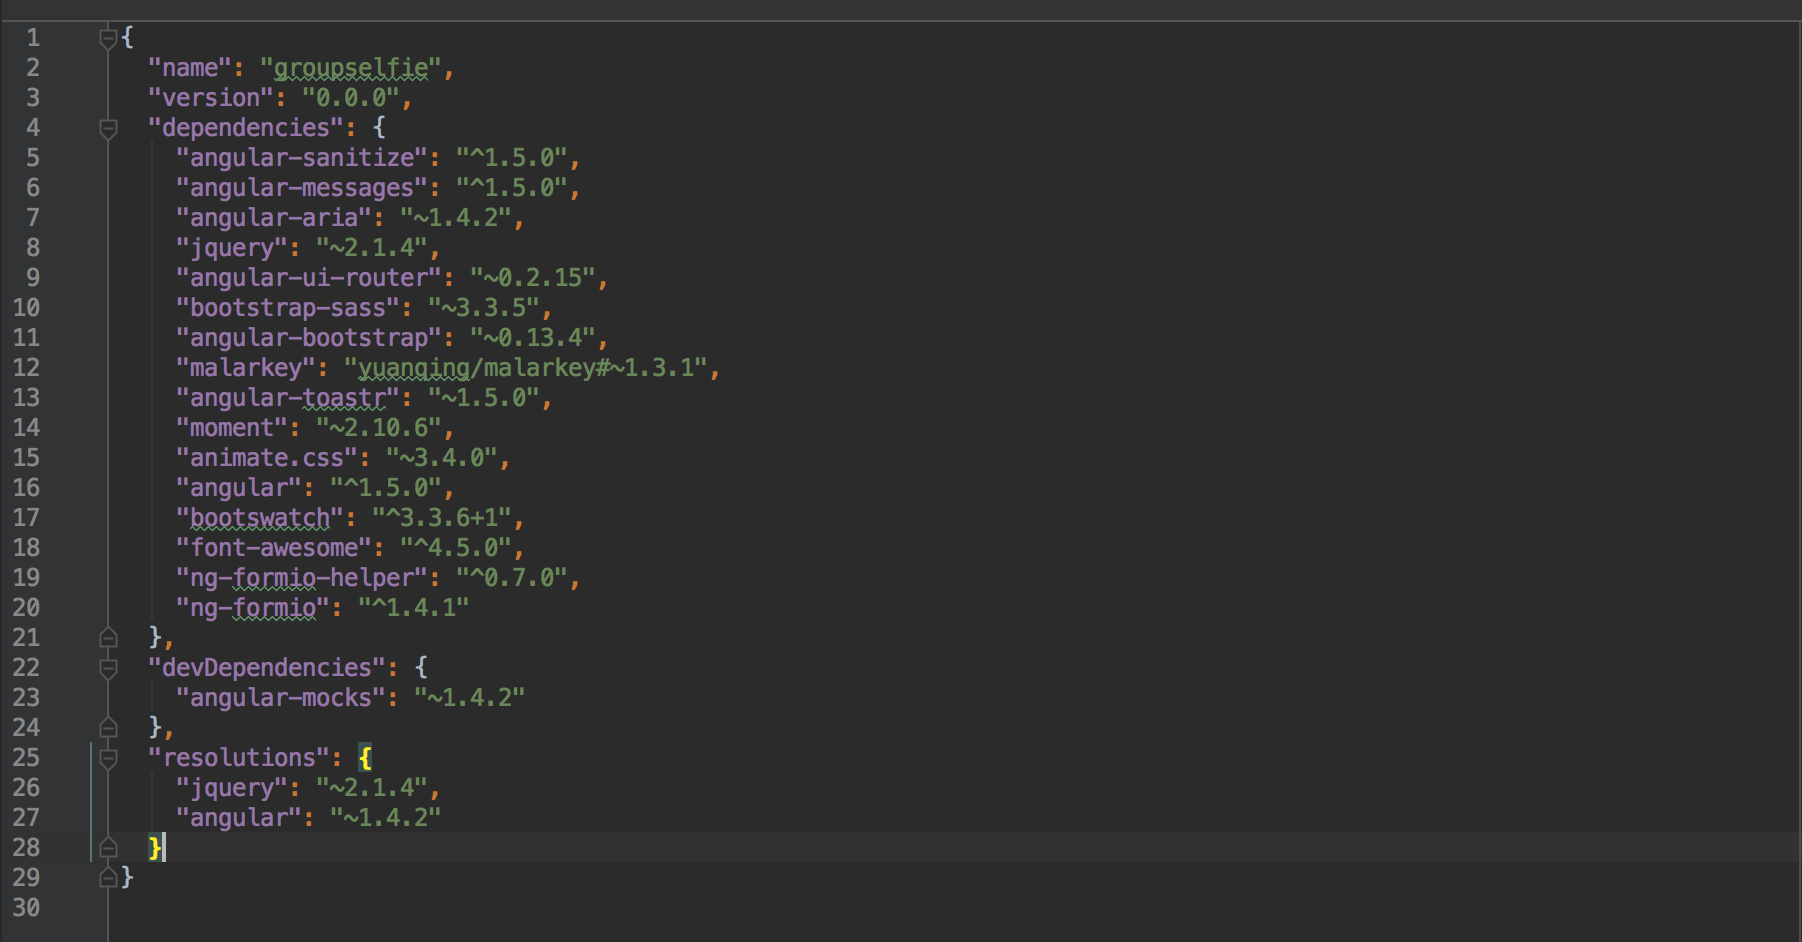 1 {
2 "name": "groupselfie",
3 "version": "0.0.0",
4 "dependencies": {
5 "angular-sanitize": "^1.5.0",
6 "angular-messages": "^1.5.0",
7 "angular-aria": "~1.4.2",
8 "jquery": "~2.1.4",
9 "angular-ui-router": "~0.2.15",
10 "bootstrap-sass": "~3.3.5",
11 "angular-bootstrap": "~0.13.4",
12 "malarkey": "yuanqing/malarkey#~1.3.1",
13 "angular-toastr": "~1.5.0",
14 "moment": "~2.10.6",
15 "animate.css": "~3.4.0",
16 "angular": "^1.5.0",
17 "bootswatch": "^3.3.6+1",
18 "font-awesome": "^4.5.0",
19 "ng-formio-helper": "^0.7.0",
20 "ng-formio": "^1.4.1"
21 },
22 "devDependencies": {
23 "angular-mocks": "~1.4.2"
24 },
25 "resolutions": {
26 "jquery": "~2.1.4",
27 "angular": "~1.4.2"
28 }
29 }
30